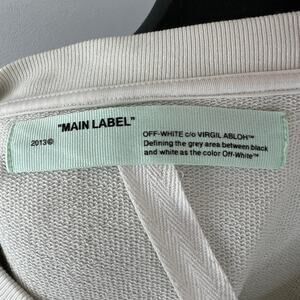 "MAIN LABEL"
2013©
OFF-WHITE c/o VIRGIL ABLOH™
Defining the grey area between black
and white as the color Off-White™